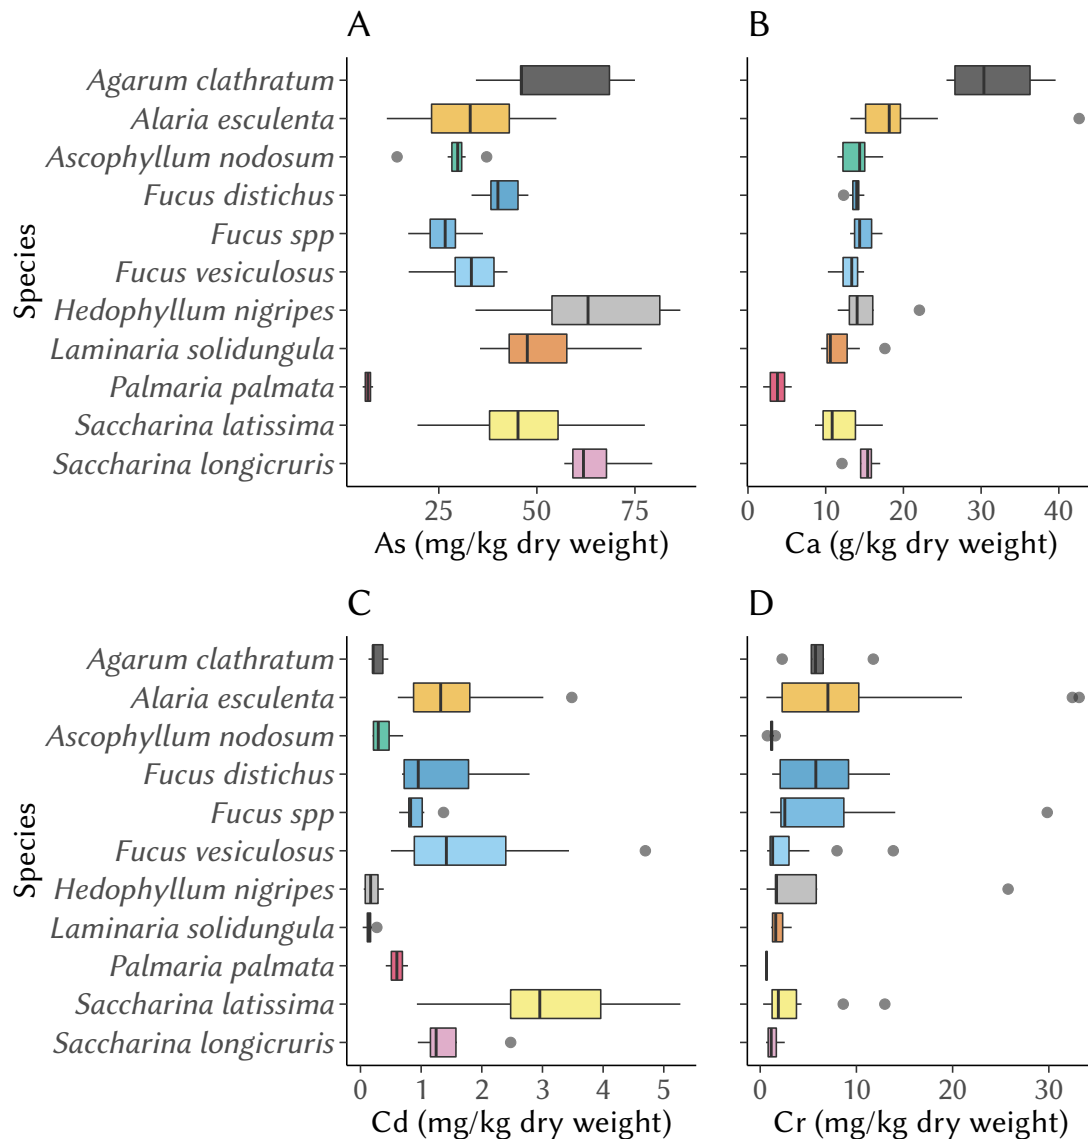 A
B
Agarum clathratum
Alaria esculenta
Ascophyllum nodosum
Fucus distichus
Fucus spp
Fucus vesiculosus
Hedophyllum nigripes
Laminaria solidungula
Palmaria palmata
Saccharina latissima
Saccharina longicruris
Species
25 50 75
As (mg/kg dry weight)
0 10 20 30 40
Ca (g/kg dry weight)
C
D
Agarum clathratum
Alaria esculenta
Ascophyllum nodosum
Fucus distichus
Fucus spp
Fucus vesiculosus
Hedophyllum nigripes
Laminaria solidungula
Palmaria palmata
Saccharina latissima
Saccharina longicruris
Species
0 1 2 3 4 5
Cd (mg/kg dry weight)
0 10 20 30
Cr (mg/kg dry weight)